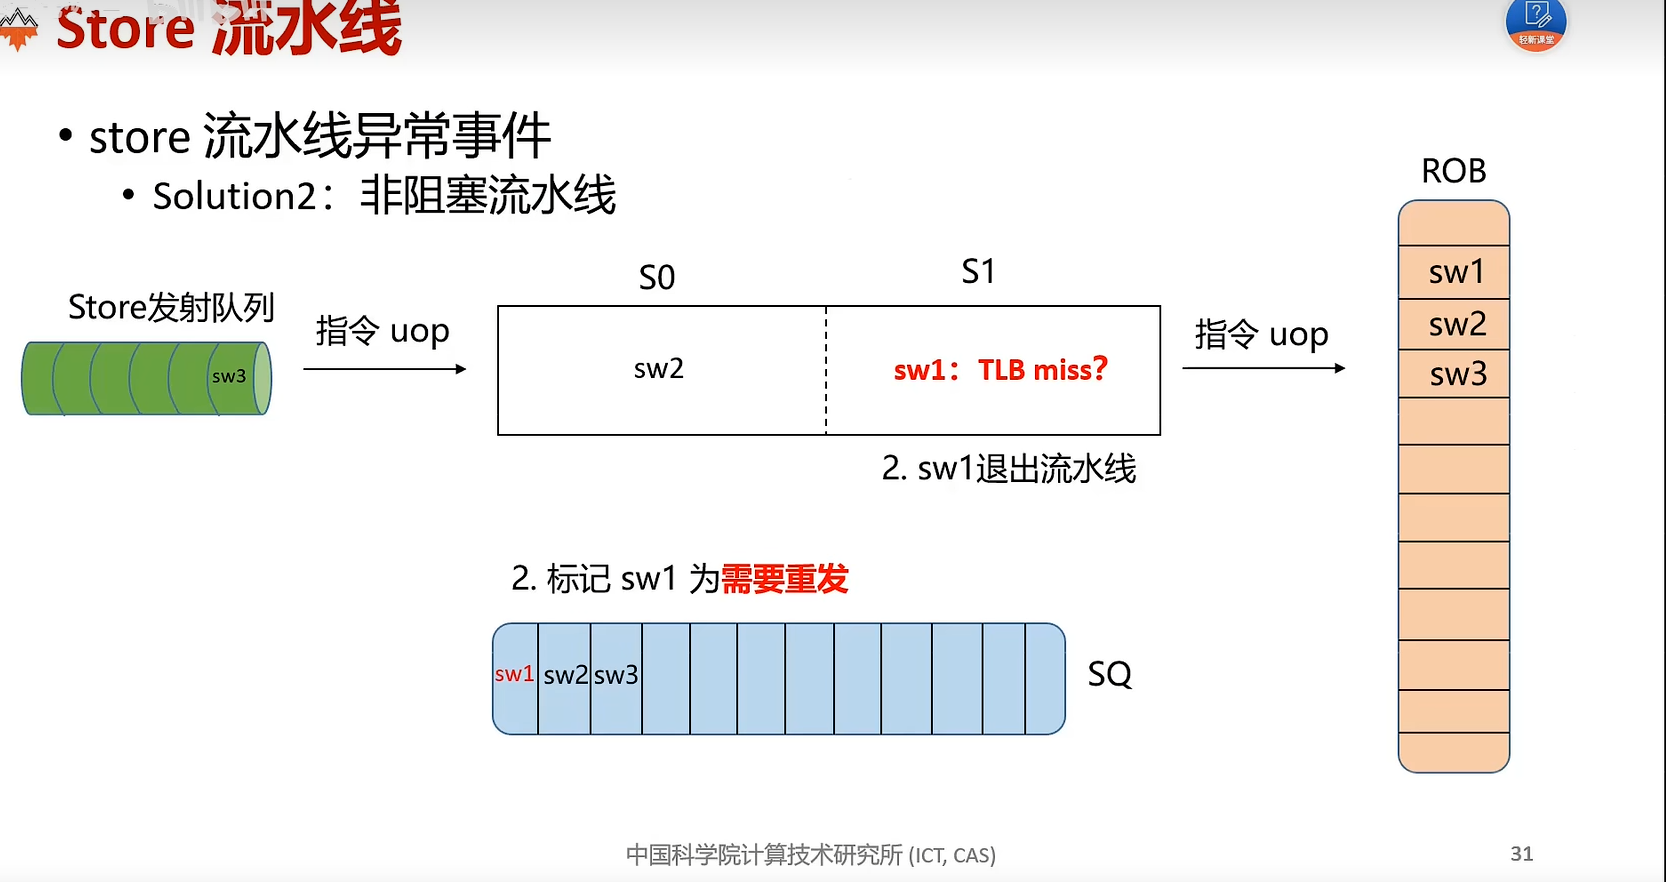 Store 流水线
轻新课堂
• store 流水线异常事件
• Solution2：非阻塞流水线
ROB
S0
S1
Store发射队列
指令 uop
指令 uop
sw3
sw2
sw1：TLB miss？
sw1
sw2
sw3
2. sw1退出流水线
2. 标记 sw1 为需要重发
sw1
sw2
sw3
SQ
中国科学院计算技术研究所 (ICT, CAS)
31